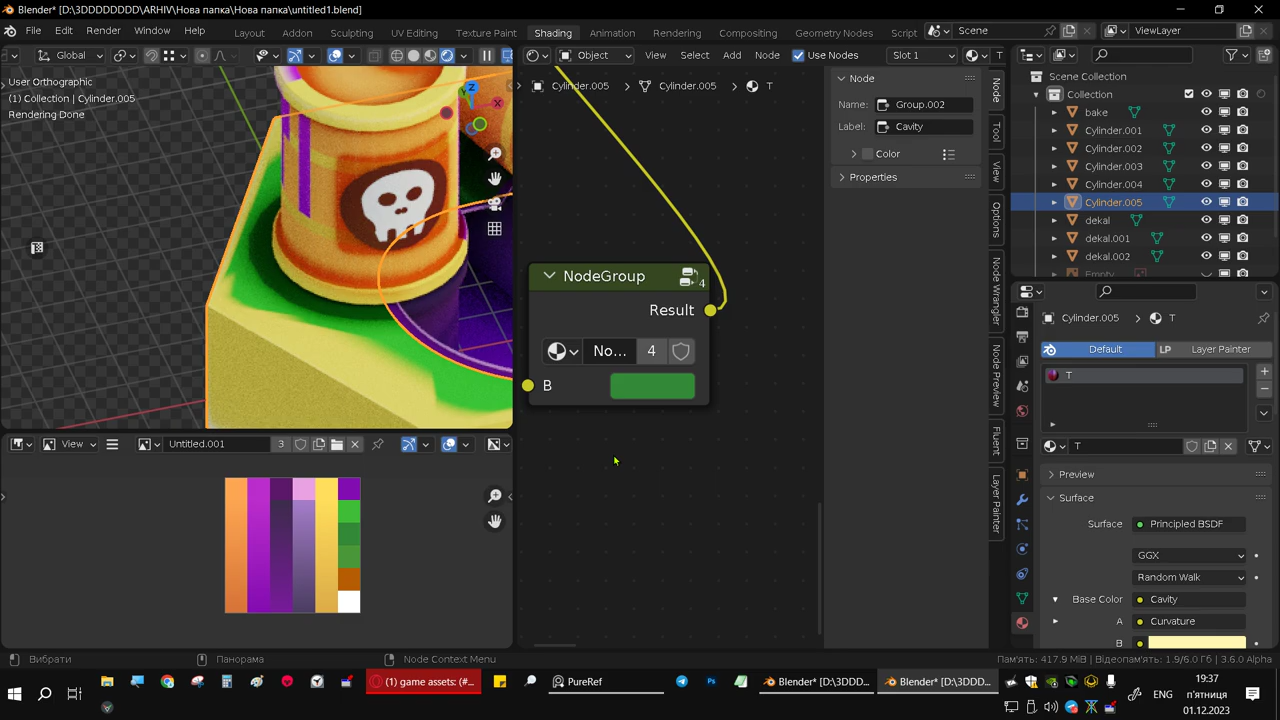 Blender* [D:\3DDDDDDDD\ARHIV\Нова папка\Нова папка\untitled1.blend]
File Edit Render Window Help
Layout Addon Sculpting UV Editing Texture Paint Shading Animation Rendering Compositing Geometry Nodes Scripting
Scene ViewLayer
Global
Object View Select Add Node Use Nodes Slot 1 T
User Orthographic
(1) Collection | Cylinder.005
Rendering Done
Z
X
Cylinder.005 > Cylinder.005 > T
Node
Name: Group.002
Label: Cavity
Color
Properties
Node
Tool
View
Options
Node Wrangler
Node Preview
Fluent
Layer Painter
NodeGroup 4
Result
No... 4
B
Scene Collection
Collection
bake
Cylinder.001
Cylinder.002
Cylinder.003
Cylinder.004
Cylinder.005
dekal
dekal.001
dekal.002
Empty
Cylinder.005 > T
Default LP Layer Painter
T
T
Preview
Surface
Surface Principled BSDF
GGX
Random Walk
Base Color Cavity
A Curvature
B
View Untitled.001 3
Вибрати Панорама Node Context Menu
Пам'ять: 417.9 MiB | Відеопам'ять: 1.9/6.0 Гі | 3.6.0 Alpha
(1) game assets: (#...
PureRef
Blender* [D:\3DDD...
Blender* [D:\3DDD...
ENG
19:37
п'ятниця
01.12.2023